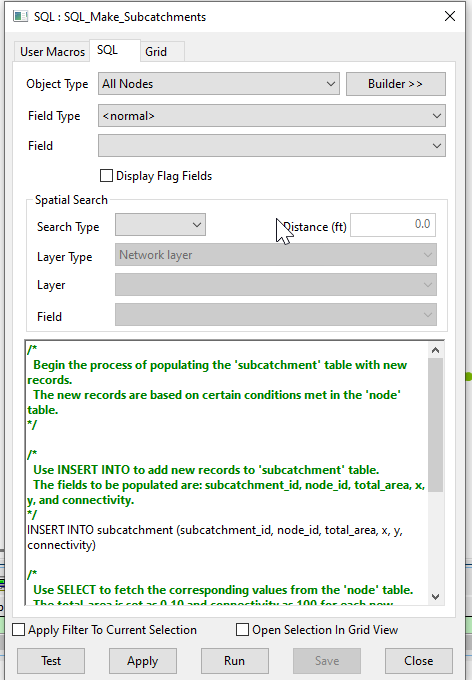 SQL : SQL_Make_Subcatchments
User Macros SQL Grid
Object Type All Nodes Builder >>
Field Type <normal>
Field
Display Flag Fields
Spatial Search
Search Type Distance (ft) 0.0
Layer Type Network layer
Layer
Field
/*
Begin the process of populating the 'subcatchment' table with new
records.
The new records are based on certain conditions met in the 'node'
table.
*/
/*
Use INSERT INTO to add new records to 'subcatchment' table.
The fields to be populated are: subcatchment_id, node_id, total_area, x,
y, and connectivity.
*/
INSERT INTO subcatchment (subcatchment_id, node_id, total_area, x, y,
connectivity)
/*
Use SELECT to fetch the corresponding values from the 'node' table.
The total_area is set as 0.10 and connectivity as 100 for each new
Apply Filter To Current Selection Open Selection In Grid View
Test Apply Run Save Close